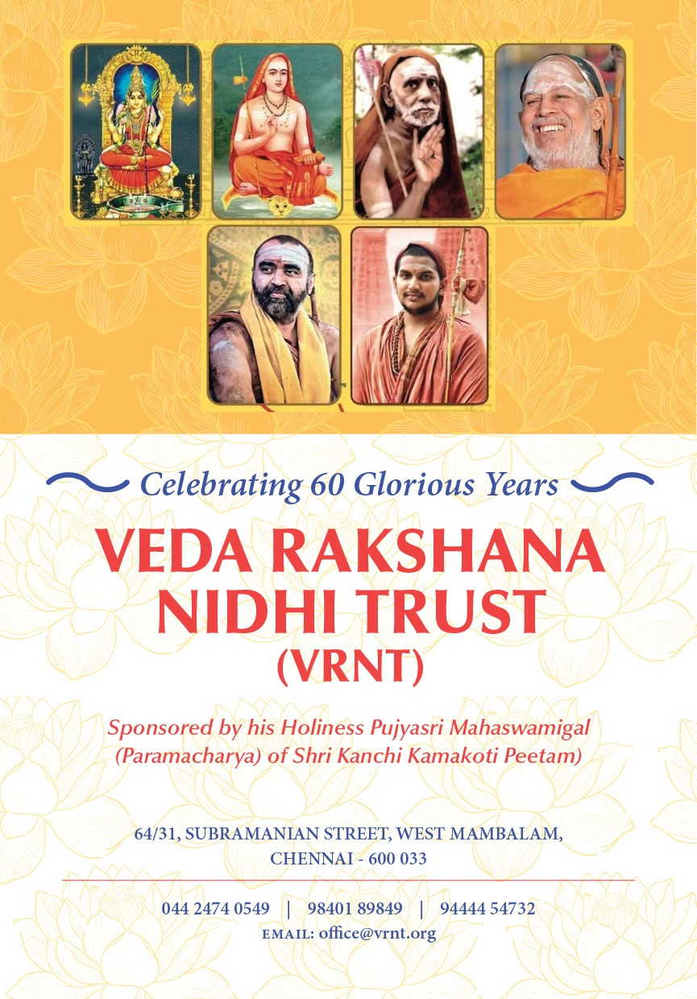 Celebrating 60 Glorious Years
VEDA RAKSHANA
NIDHI TRUST
(VRNT)
Sponsored by his Holiness Pujyasri Mahaswamigal
(Paramacharya) of Shri Kanchi Kamakoti Peetam)
64/31, SUBRAMANIAN STREET, WEST MAMBALAM,
CHENNAI - 600 033
044 2474 0549 | 98401 89849 | 94444 54732
EMAIL: office@vrnt.org